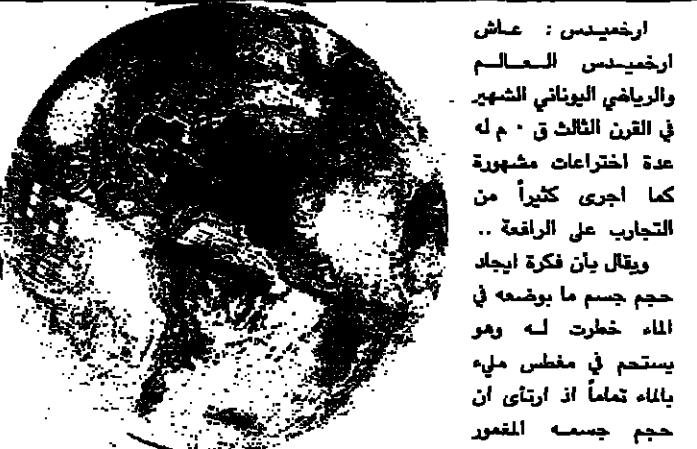 ارخميدس : عاش
ارخميدس العالم
والرياضي اليوناني الشهير
في القرن الثالث ق ٠ م له
عدة اختراعات مشهورة
كما اجرى كثيراً من
التجارب على الرافعة ..
ويقال بأن فكرة ايجاد
حجم جسم ما بوضعه في
الماء خطرت له وهو
يستحم في مغطس مليء
بالماء تماماً اذ ارتأى ان
حجم جسمه المغمور